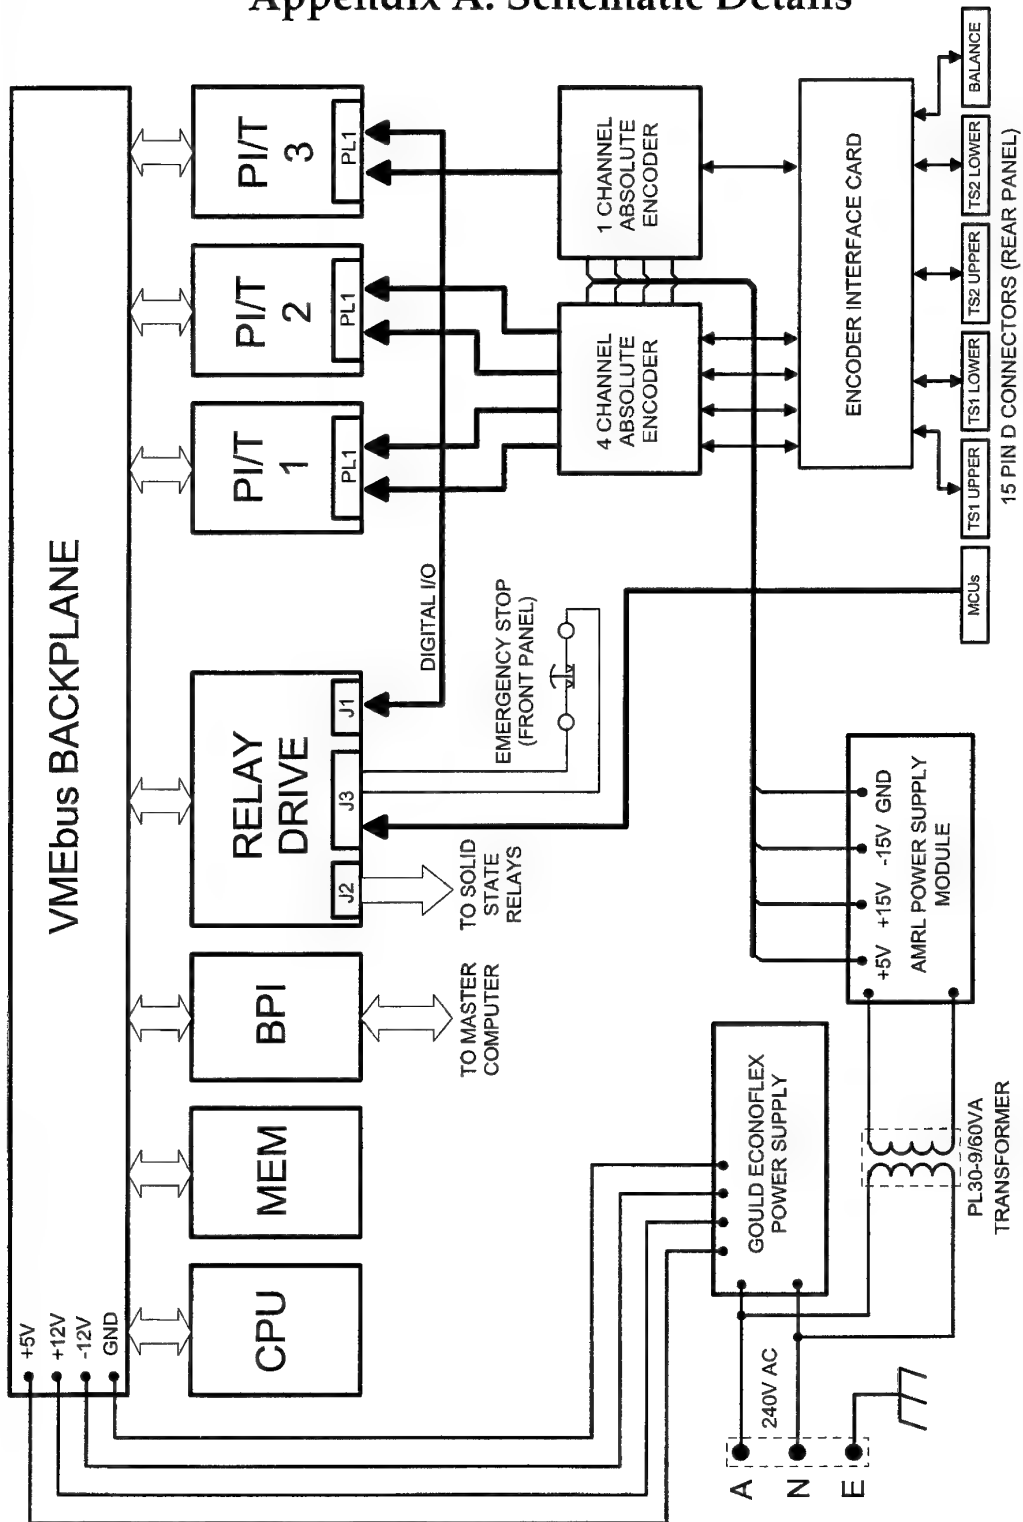 Appendix A: Schematic Details
VMEbus BACKPLANE
+5V
+12V
-12V
GND
CPU
MEM
BPI
TO MASTER
COMPUTER
RELAY
DRIVE
J2
J3
J1
TO SOLID
STATE
RELAYS
EMERGENCY STOP
(FRONT PANEL)
DIGITAL I/O
PI/T
1
PL1
PI/T
2
PL1
PI/T
3
PL1
4 CHANNEL
ABSOLUTE
ENCODER
1 CHANNEL
ABSOLUTE
ENCODER
ENCODER INTERFACE CARD
MCUs
TS1 UPPER
TS1 LOWER
TS2 UPPER
TS2 LOWER
BALANCE
15 PIN D CONNECTORS (REAR PANEL)
GOULD ECONOFLEX
POWER SUPPLY
+5V
+15V
-15V
GND
AMRL POWER SUPPLY
MODULE
PL30-9/60VA
TRANSFORMER
240V AC
A
N
E